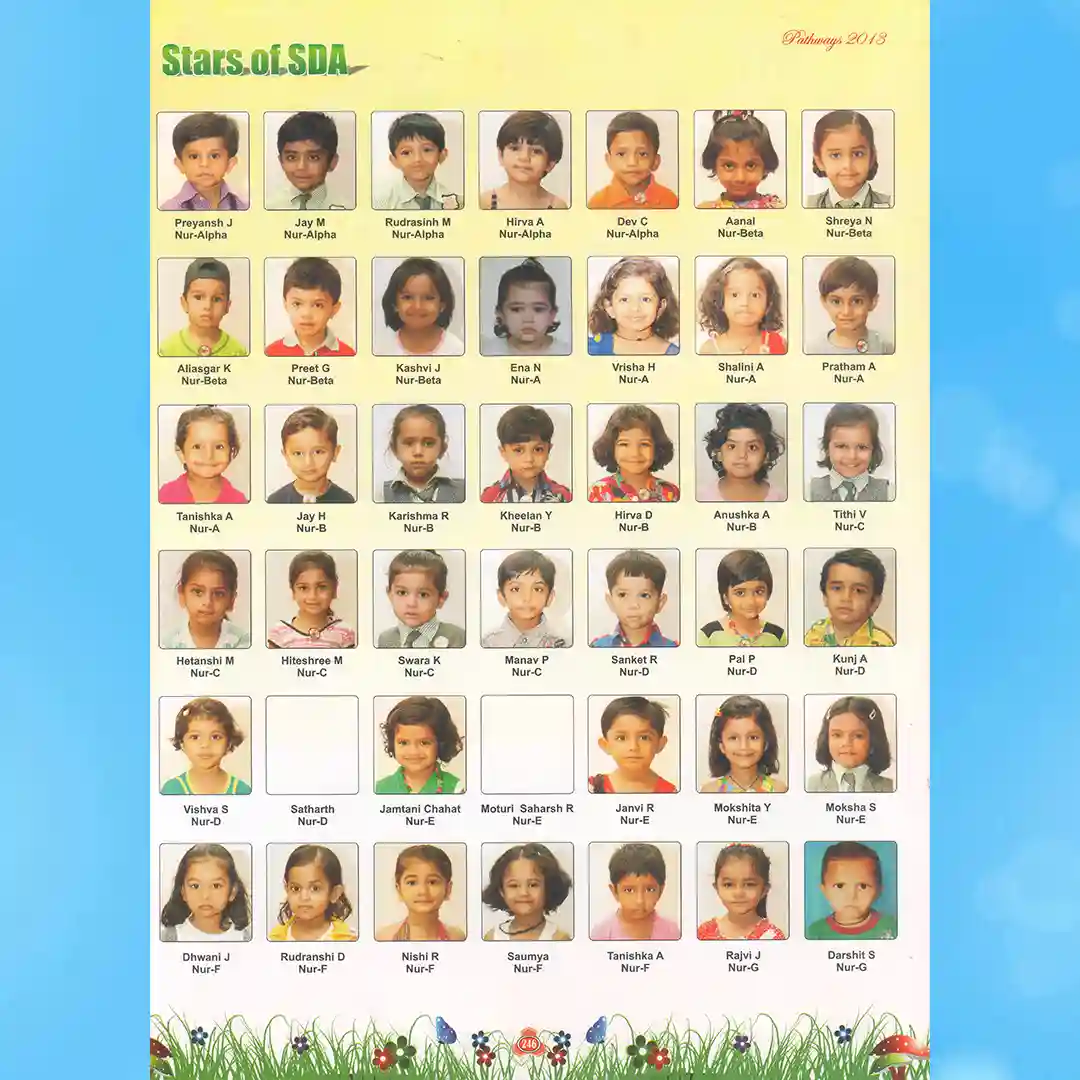 Stars of SDA
Pathways 2013
Preyansh J
Nur-Alpha
Jay M
Nur-Alpha
Rudrasinh M
Nur-Alpha
Hirva A
Nur-Alpha
Dev C
Nur-Alpha
Aanal
Nur-Beta
Shreya N
Nur-Beta
Aliasgar K
Nur-Beta
Preet G
Nur-Beta
Kashvi J
Nur-Beta
Ena N
Nur-A
Vrisha H
Nur-A
Shalini A
Nur-A
Pratham A
Nur-A
Tanishka A
Nur-A
Jay H
Nur-B
Karishma R
Nur-B
Kheelan Y
Nur-B
Hirva D
Nur-B
Anushka A
Nur-B
Tithi V
Nur-C
Hetanshi M
Nur-C
Hiteshree M
Nur-C
Swara K
Nur-C
Manav P
Nur-C
Sanket R
Nur-D
Pal P
Nur-D
Kunj A
Nur-D
Vishva S
Nur-D
Satharth
Nur-D
Jamtani Chahat
Nur-E
Moturi Saharsh R
Nur-E
Janvi R
Nur-E
Mokshita Y
Nur-E
Moksha S
Nur-E
Dhwani J
Nur-F
Rudranshi D
Nur-F
Nishi R
Nur-F
Saumya
Nur-F
Tanishka A
Nur-F
Rajvi J
Nur-G
Darshit S
Nur-G
246